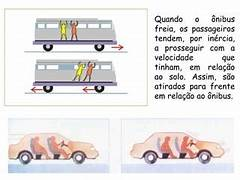 Quando o ônibus
freia, os passageiros
tendem, por inércia,
a prosseguir com a
velocidade que
tinham, em relação
ao solo. Assim, são
atirados para frente
em relação ao ônibus.